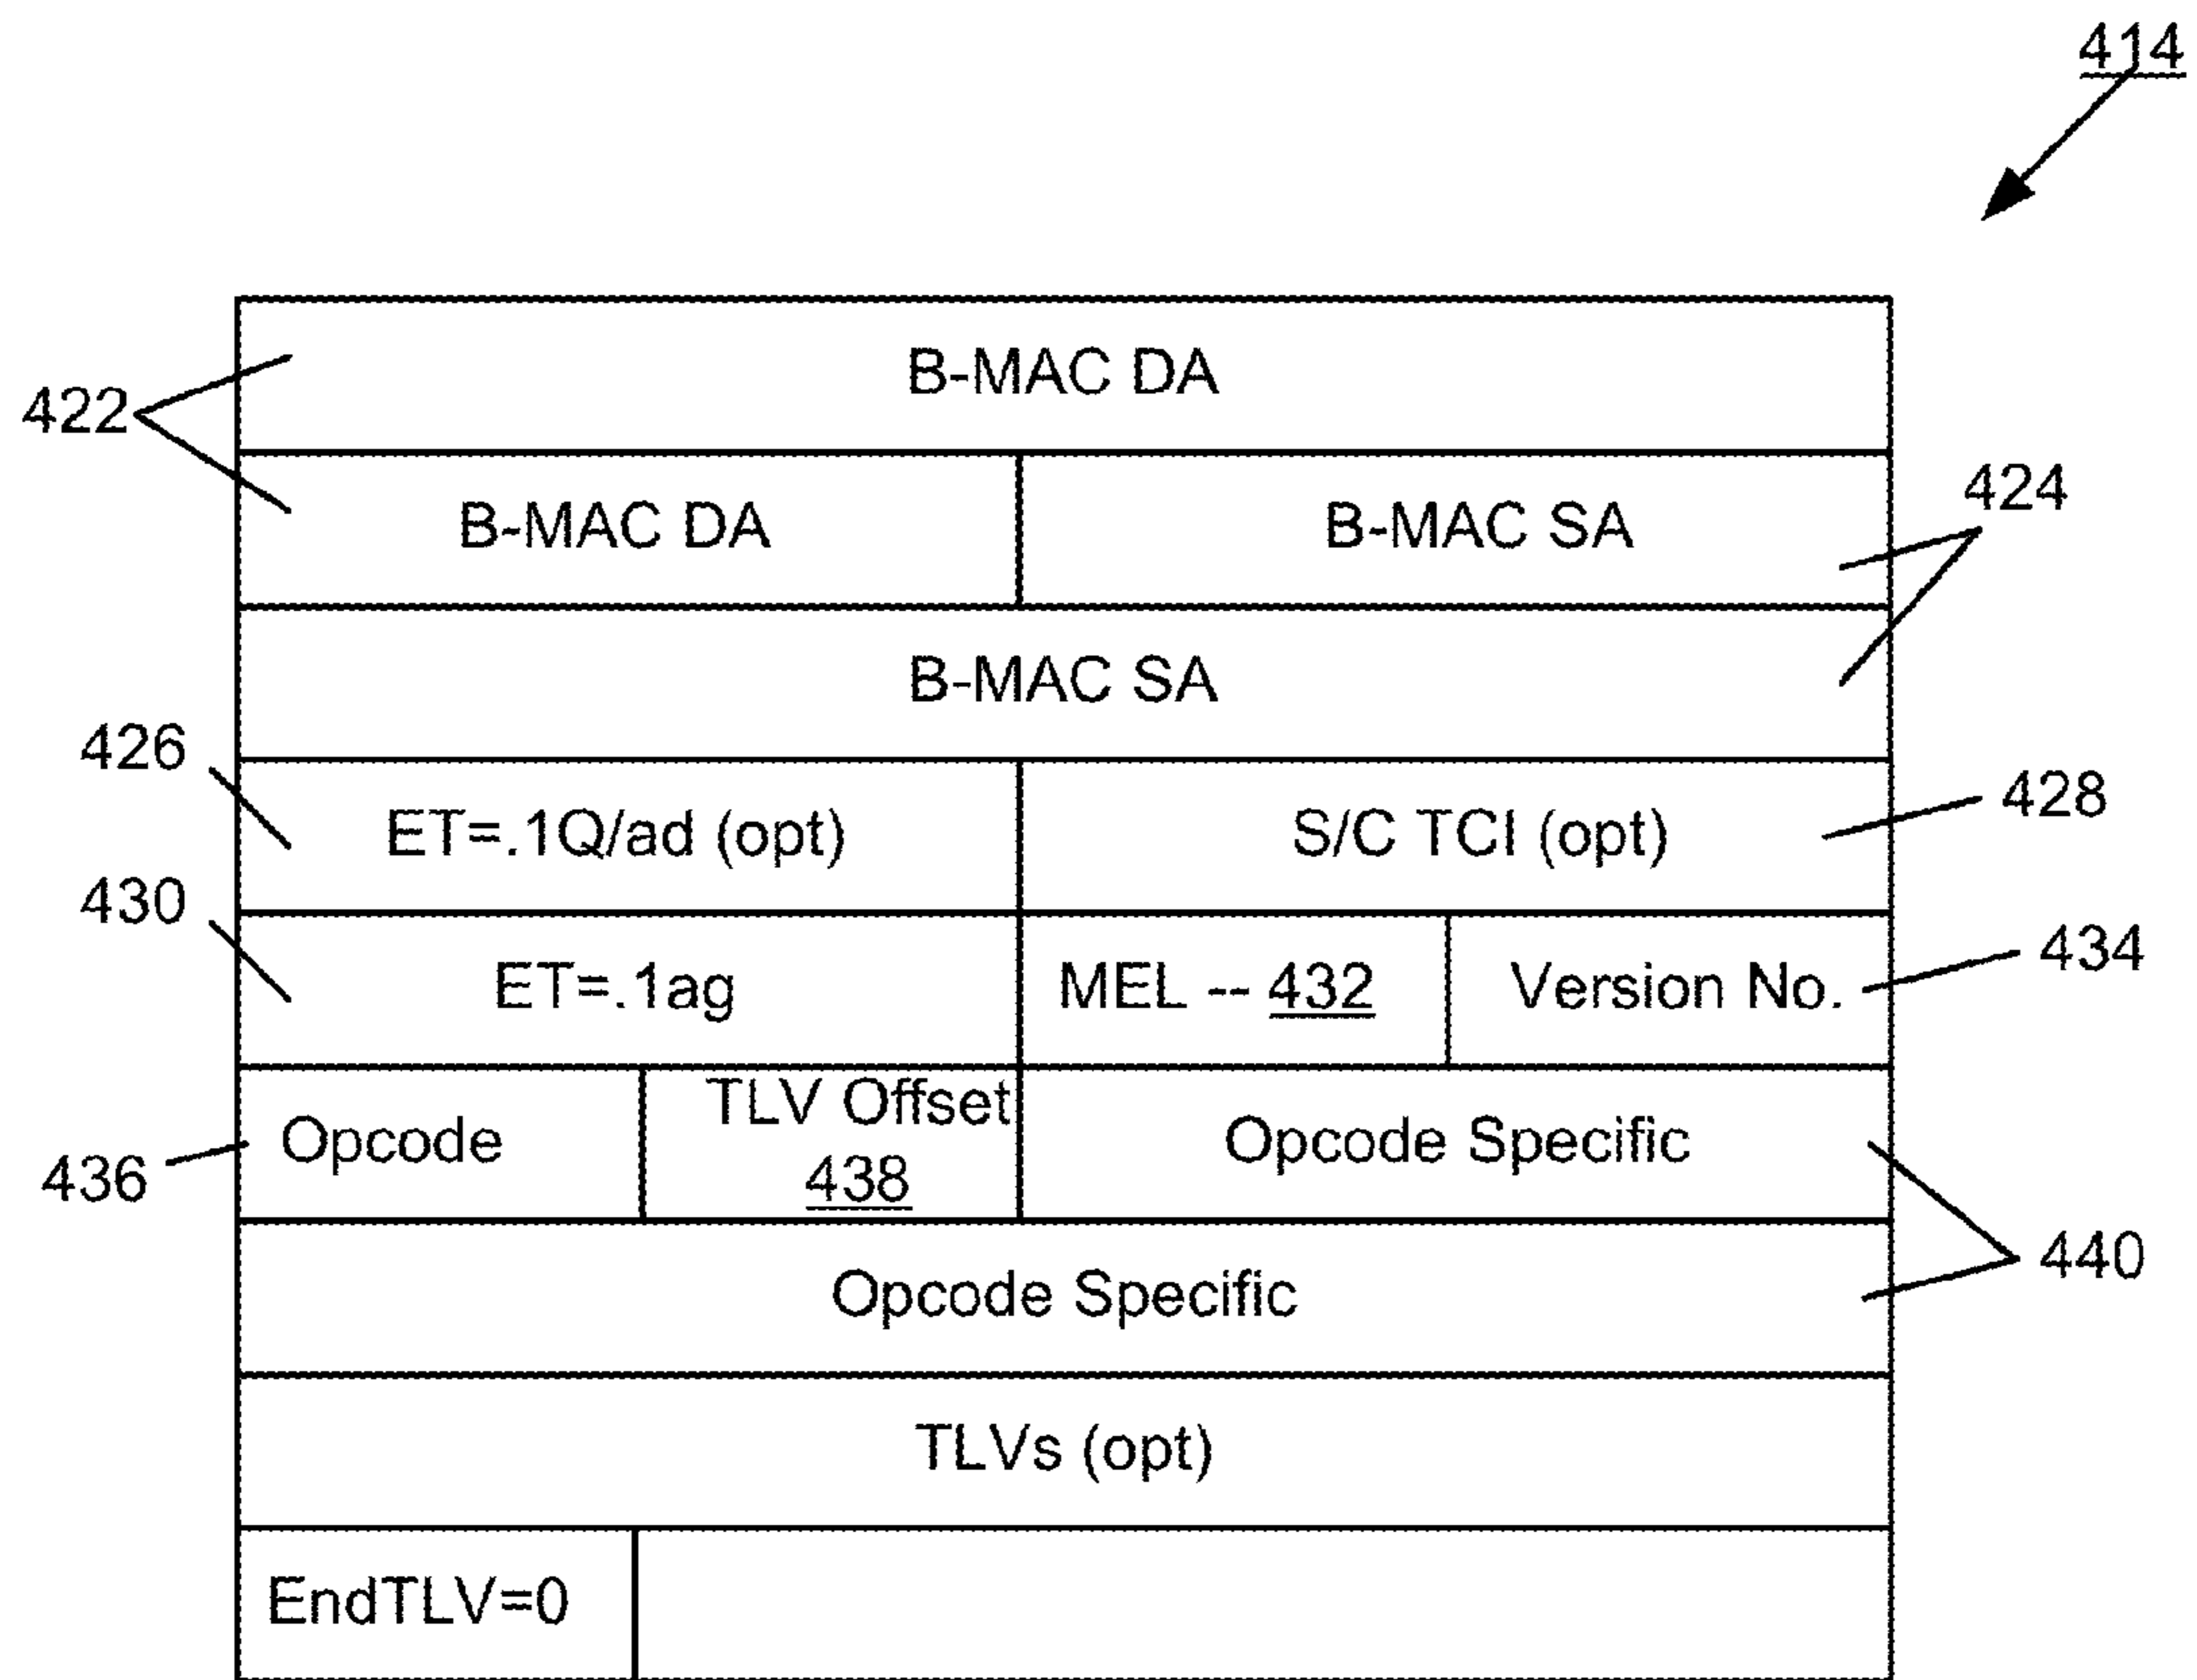 414
B-MAC DA
422
B-MAC DA
B-MAC SA
424
B-MAC SA
426
ET=.1Q/ad (opt)
S/C TCI (opt)
428
430
ET=.1ag
MEL -- 432
Version No.
434
Opcode
TLV Offset
438
Opcode Specific
436
440
Opcode Specific
TLVs (opt)
EndTLV=0